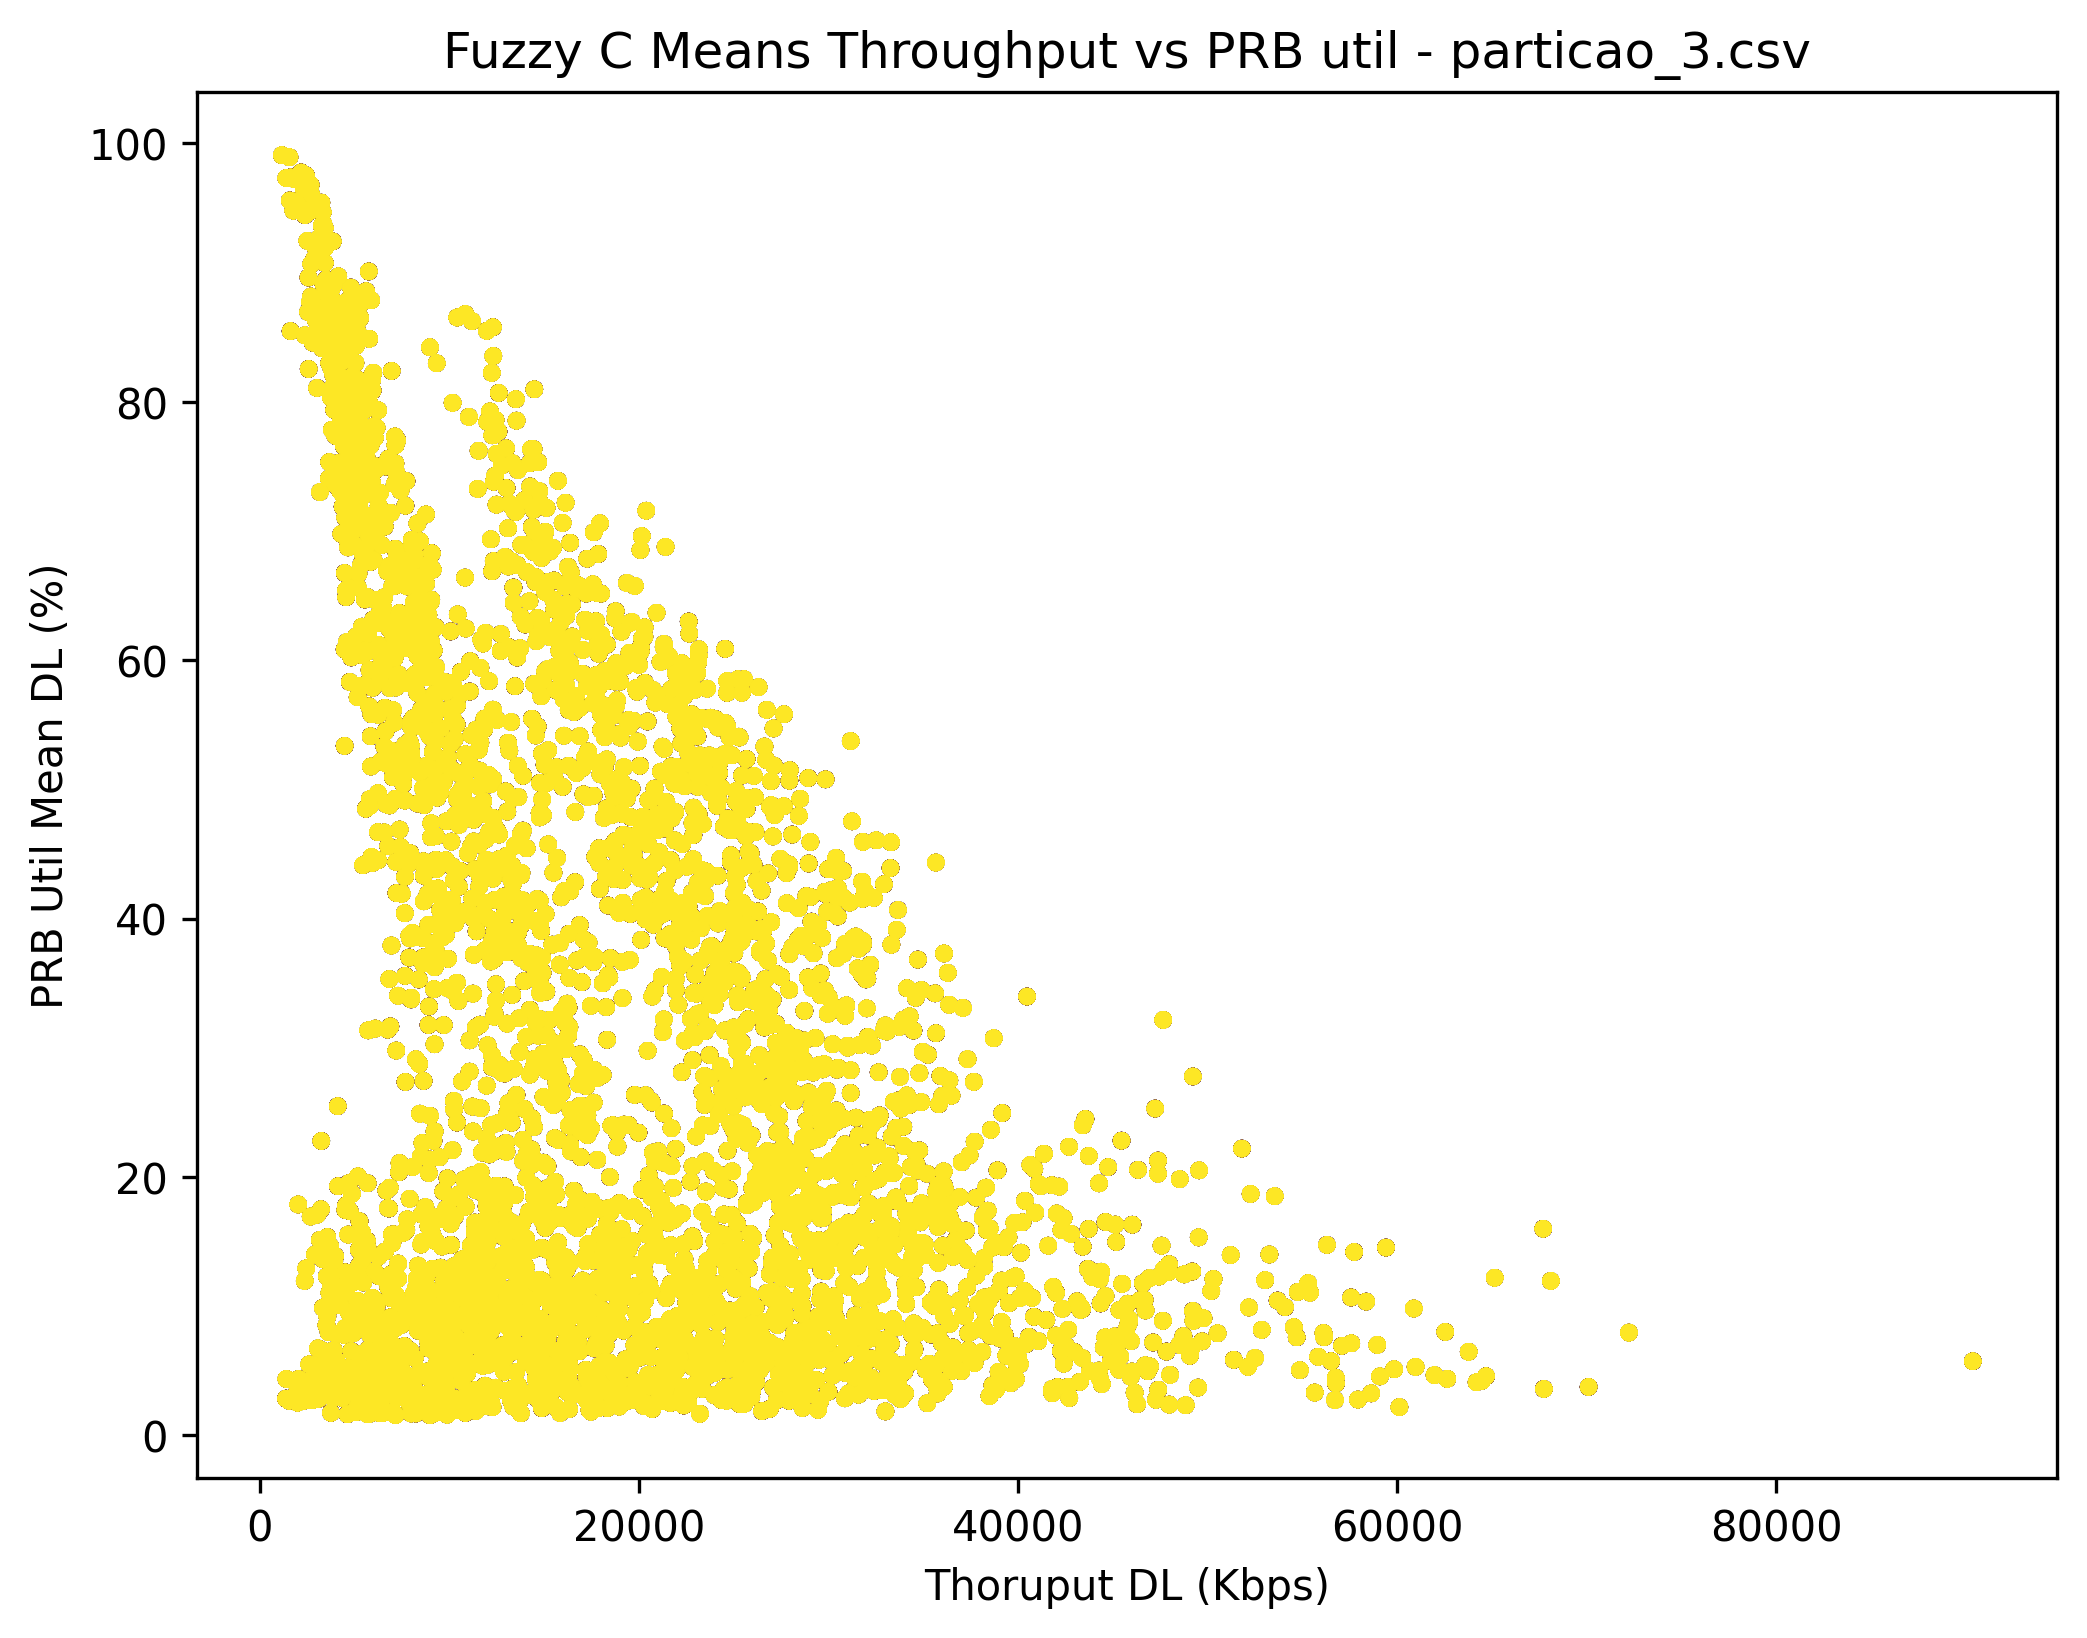 Fuzzy C Means Throughput vs PRB util - particao_3.csv
100
80
60
40
20
0
PRB Util Mean DL (%)
0 20000 40000 60000 80000
Thoruput DL (Kbps)